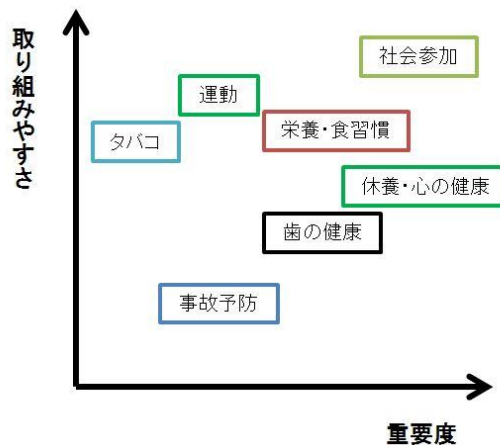 取り組みやすさ
社会参加
運動
栄養・食習慣
タバコ
休養・心の健康
歯の健康
事故予防
重要度